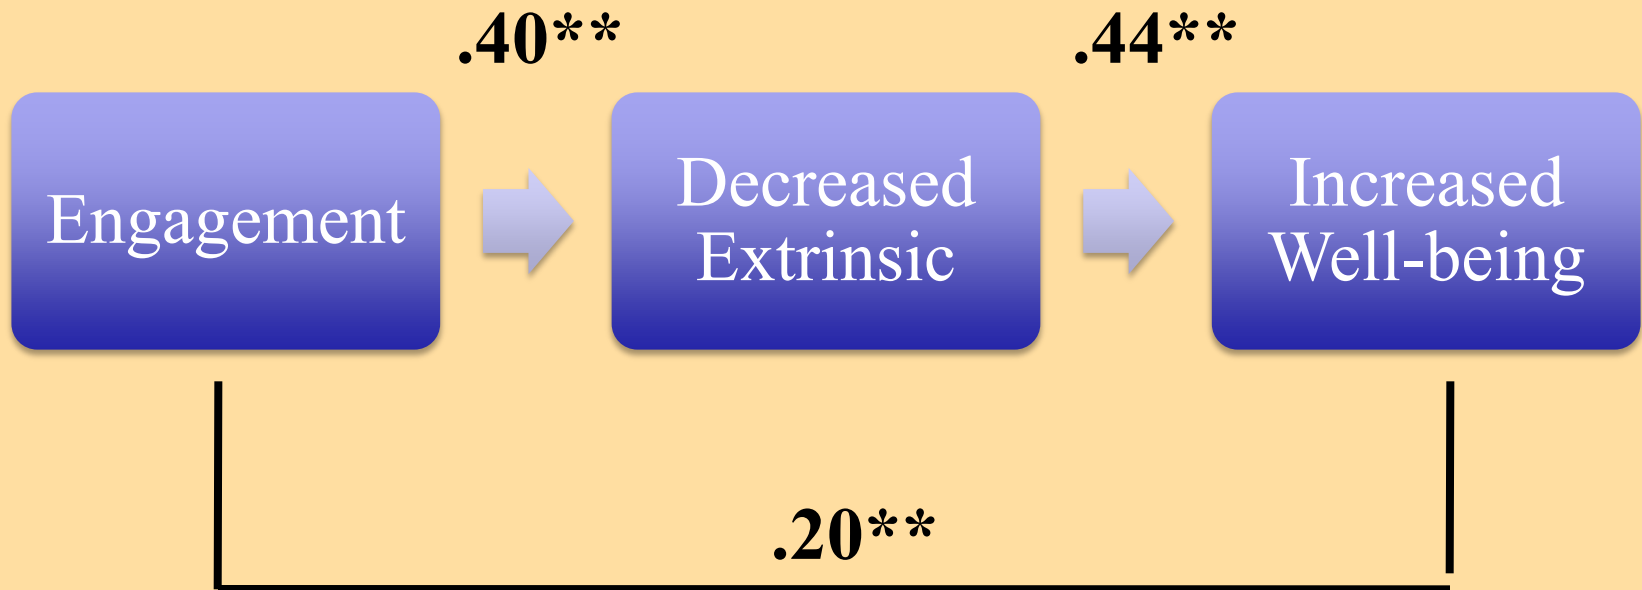 .40**
.44**
Engagement
Decreased
Extrinsic
Increased
Well-being
.20**